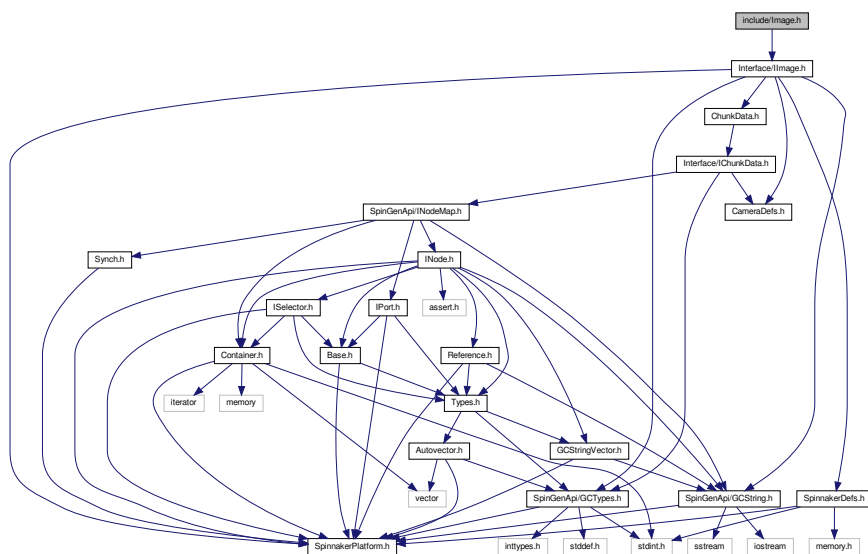 include/Image.h
Interface/IImage.h
ChunkData.h
Interface/IChunkData.h
SpinGenApi/INodeMap.h
CameraDefs.h
Synch.h
INode.h
ISelector.h
IPort.h
assert.h
Container.h
Base.h
Reference.h
iterator
memory
Types.h
Autovector.h
GCStringVector.h
vector
SpinGenApi/GCTypes.h
SpinGenApi/GCString.h
SpinnakerDefs.h
SpinnakerPlatform.h
inttypes.h
stddef.h
stdint.h
sstream
iostream
memory.h